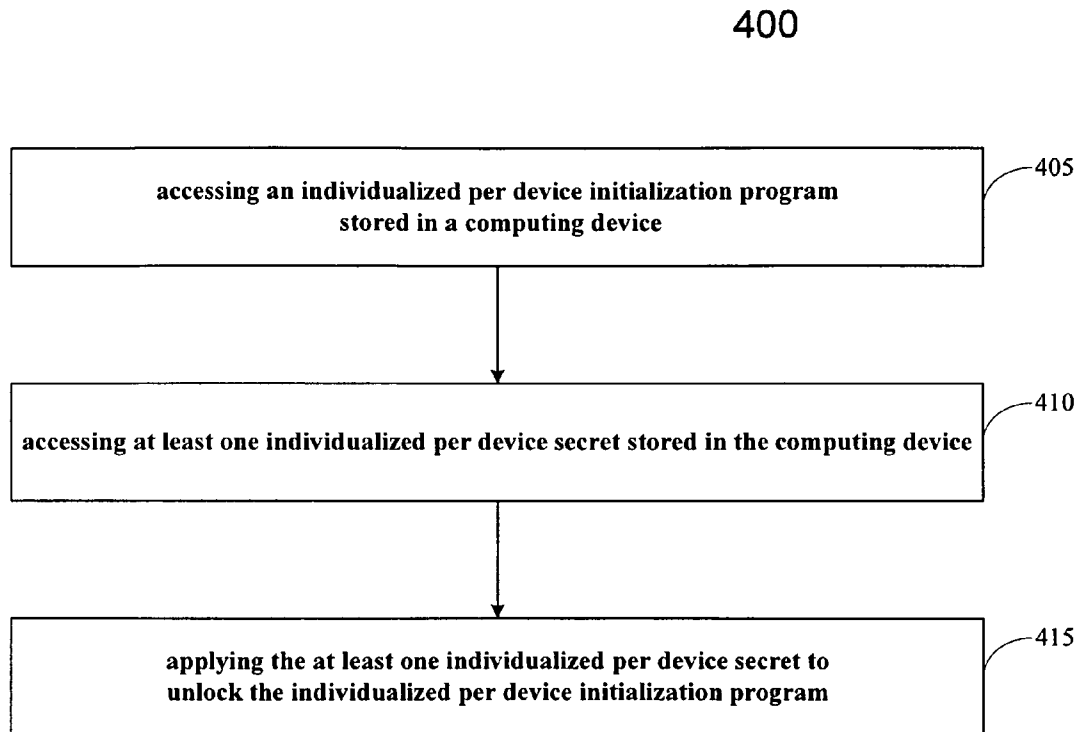 400
accessing an individualized per device initialization program
stored in a computing device
405
accessing at least one individualized per device secret stored in the computing device
410
applying the at least one individualized per device secret to
unlock the individualized per device initialization program
415